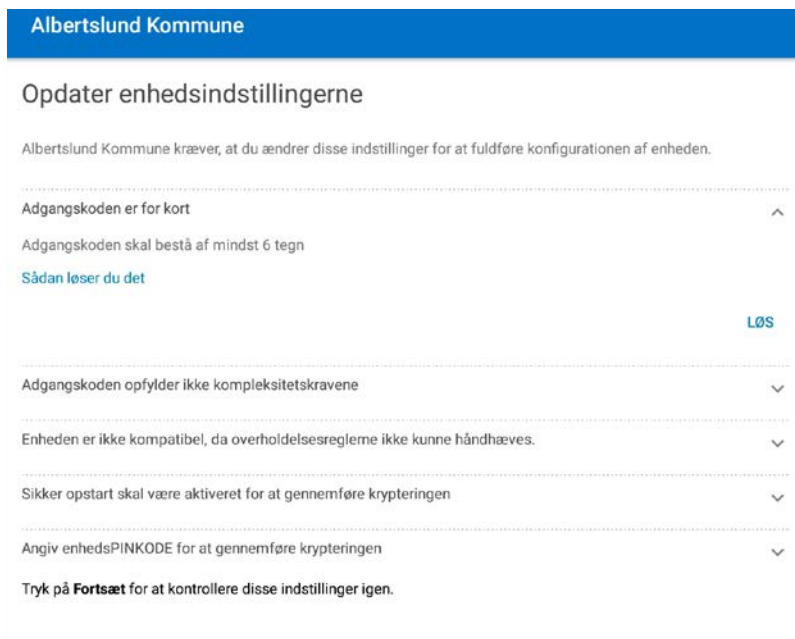 Albertslund Kommune
Opdater enhedsindstillingerne
Albertslund Kommune kræver, at du ændrer disse indstillinger for at fuldføre konfigurationen af enheden.
Adgangskoden er for kort
Adgangskoden skal bestå af mindst 6 tegn
Sådan løser du det
LØS
Adgangskoden opfylder ikke kompleksitetskravene
Enheden er ikke kompatibel, da overholdelsesreglerne ikke kunne håndhæves.
Sikker opstart skal være aktiveret for at gennemføre krypteringen
Angiv enhedsPINKODE for at gennemføre krypteringen
Tryk på Fortsæt for at kontrollere disse indstillinger igen.